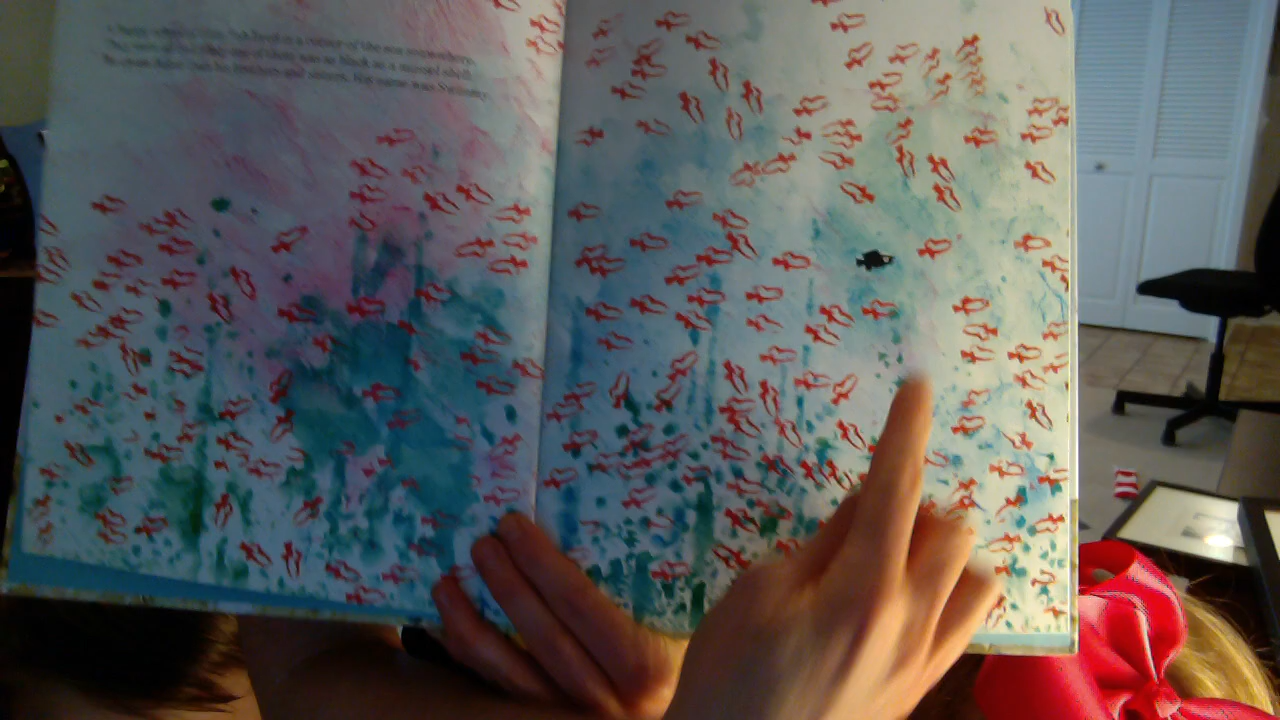 A happy school of little fish lived in a corner of the sea somewhere.
They were all red. Only one of them was as black as a mussel shell.
He swam faster than his brothers and sisters. His name was Swimmy.